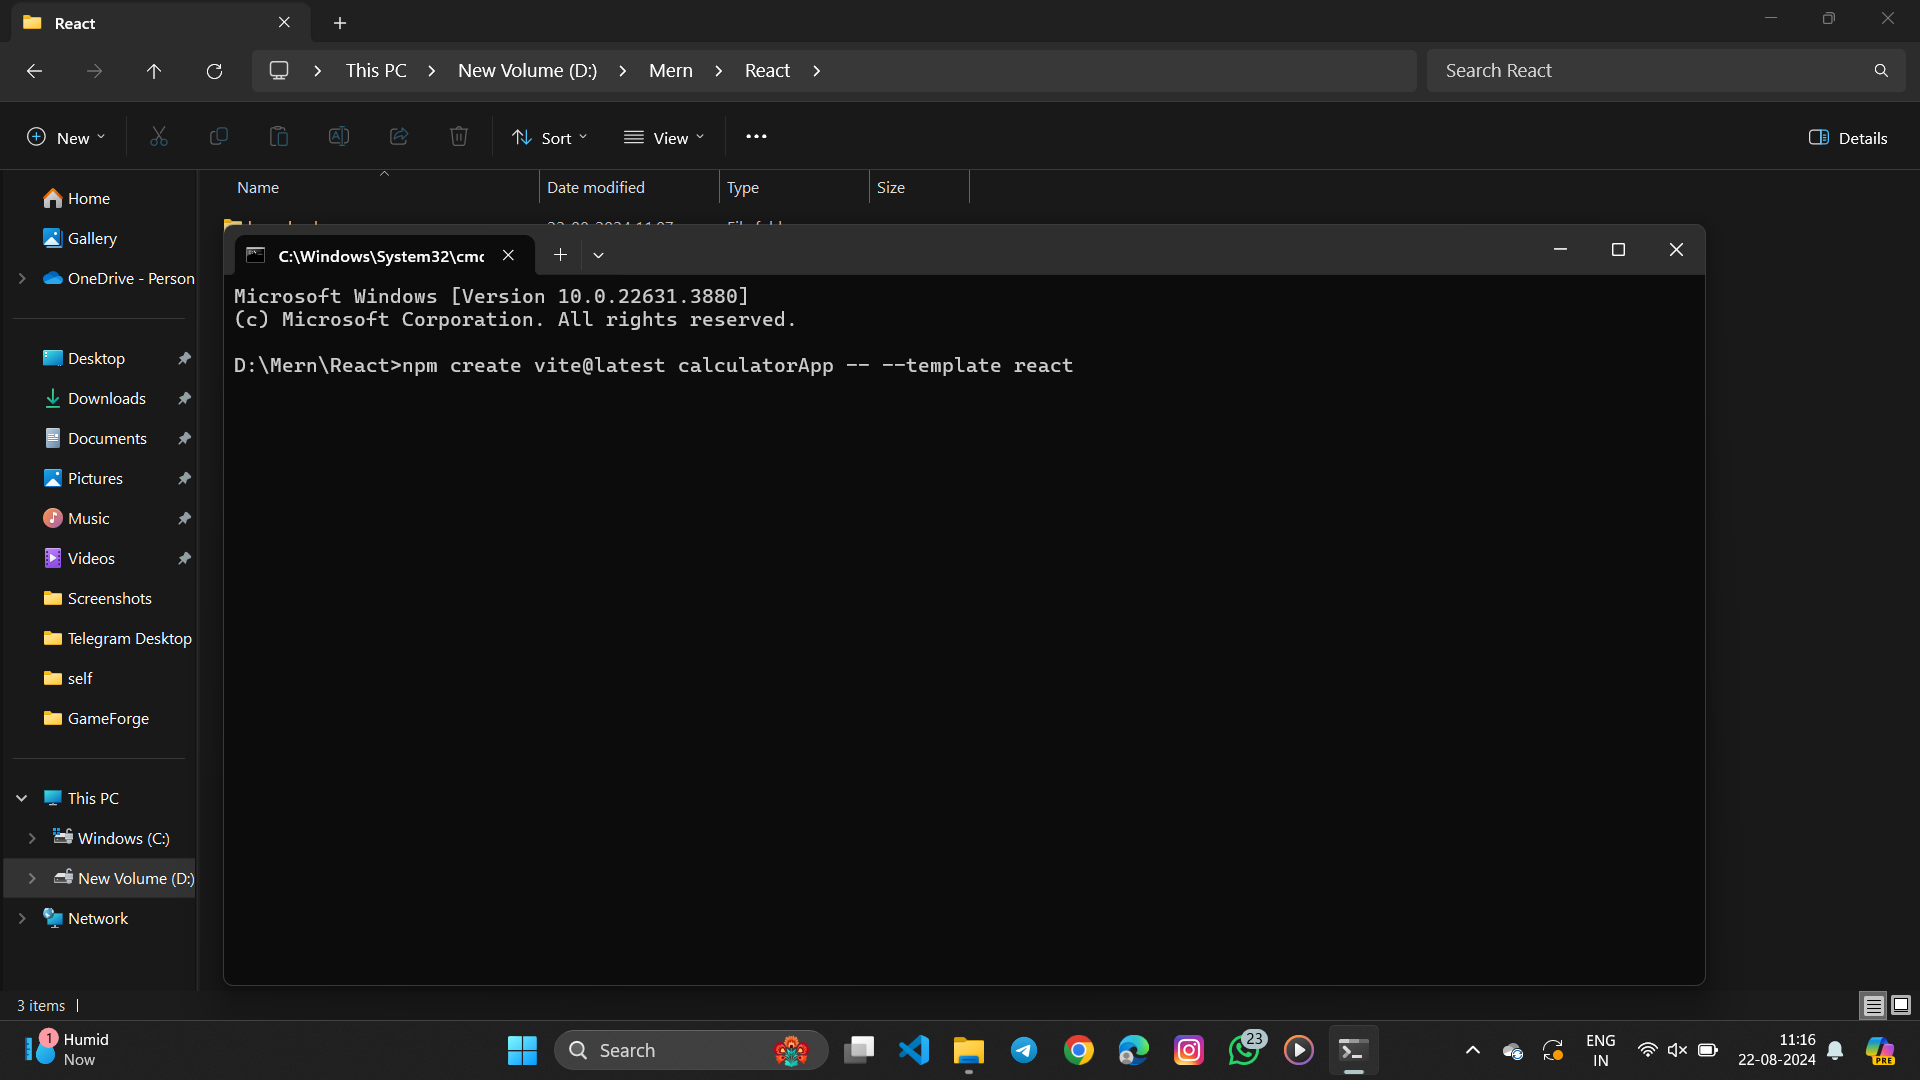 React
This PC
New Volume (D:)
Mern
React
Search React
New
Sort
View
Details
Name
Date modified
Type
Size
Home
Gallery
OneDrive - Person
Desktop
Downloads
Documents
Pictures
Music
Videos
Screenshots
Telegram Desktop
self
GameForge
This PC
Windows (C:)
New Volume (D:)
Network
C:\Windows\System32\cmd
Microsoft Windows [Version 10.0.22631.3880]
(c) Microsoft Corporation. All rights reserved.
D:\Mern\React>npm create vite@latest calculatorApp -- --template react
3 items
1
Humid
Now
Search
23
ENG
IN
11:16
22-08-2024
PRE